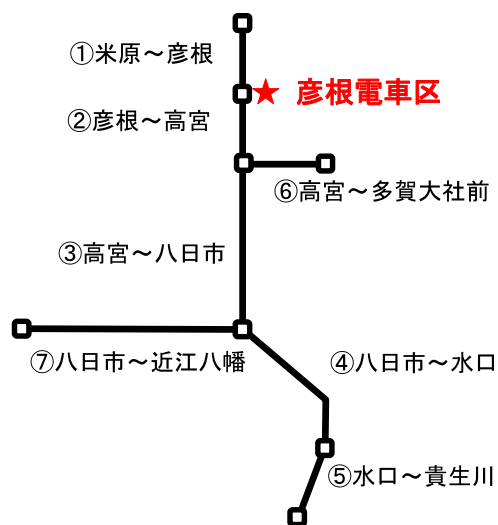 ①米原～彦根
★ 彦根電車区
②彦根～高宮
⑥高宮～多賀大社前
③高宮～八日市
⑦八日市～近江八幡
④八日市～水口
⑤水口～貴生川